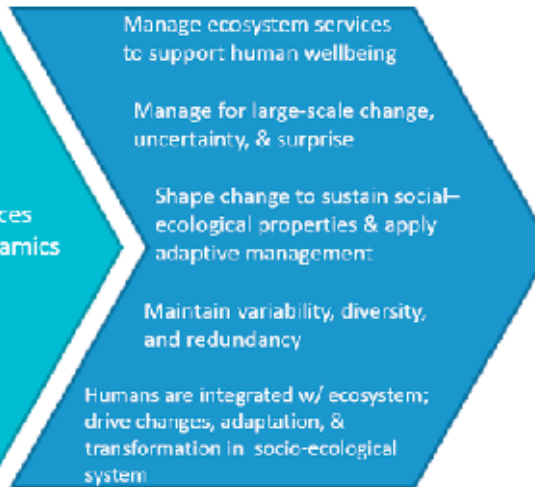 Manage ecosystem services
to support human wellbeing
Manage for large-scale change,
uncertainty, & surprise
Shape change to sustain social–
ecological properties & apply
adaptive management
Maintain variability, diversity,
and redundancy
Humans are integrated w/ ecosystem;
drive changes, adaptation, &
transformation in socio-ecological
system